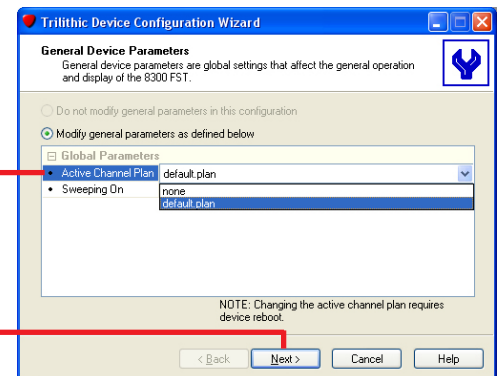 Trilithic Device Configuration Wizard
General Device Parameters
General device parameters are global settings that affect the general operation
and display of the 8300 FST.
Do not modify general parameters in this configuration
Modify general parameters as defined below
Global Parameters
Active Channel Plan default.plan
Sweeping On
none
default.plan
NOTE: Changing the active channel plan requires
device reboot.
< Back Next > Cancel Help